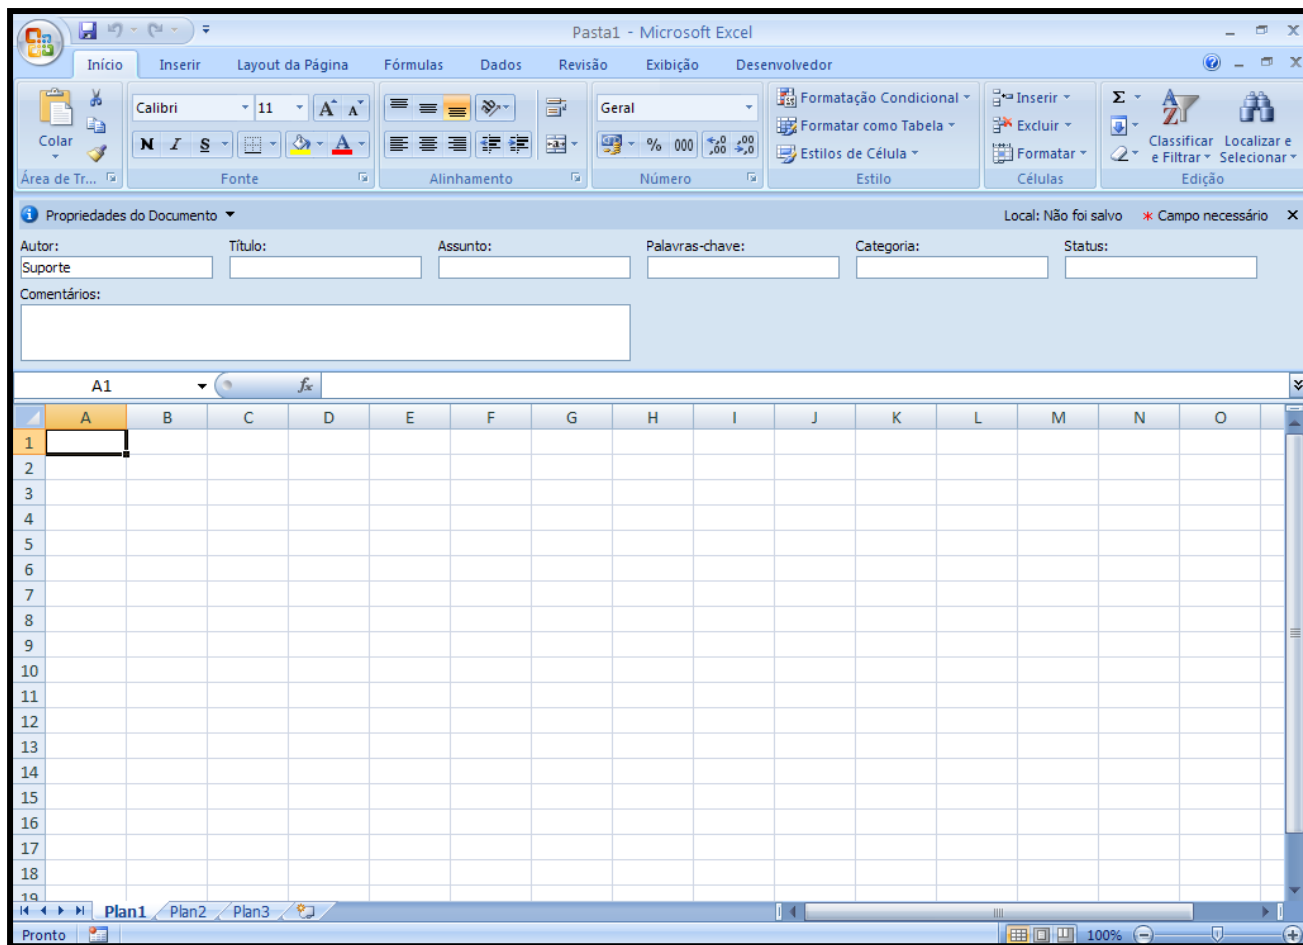 Pasta1 - Microsoft Excel
Início Inserir Layout da Página Fórmulas Dados Revisão Exibição Desenvolvedor
Colar
Área de Tr...
Calibri 11
N I S
Fonte
Alinhamento
Geral
% 000
Número
Formatação Condicional
Formatar como Tabela
Estilos de Célula
Estilo
Inserir
Excluir
Formatar
Células
Σ
Classificar e Filtrar
Localizar e Selecionar
Edição
Propriedades do Documento Local: Não foi salvo * Campo necessário X
Autor: Título: Assunto: Palavras-chave: Categoria: Status:
Suporte
Comentários:
A1 fx
A B C D E F G H I J K L M N O
1
2
3
4
5
6
7
8
9
10
11
12
13
14
15
16
17
18
19
Plan1 Plan2 Plan3
Pronto 100%